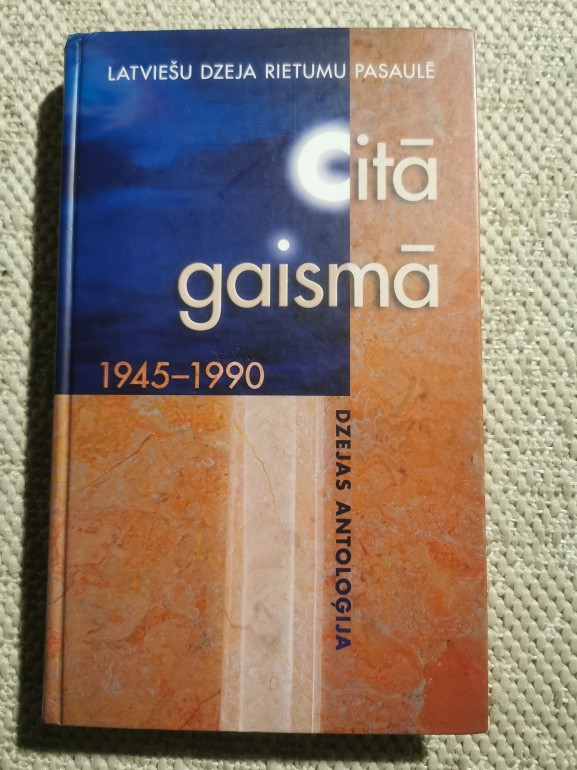 LATVIEŠU DZEJA RIETUMU PASAULĒ
Citā
gaismā
1945–1990
DZEJAS ANTOLOĢIJA